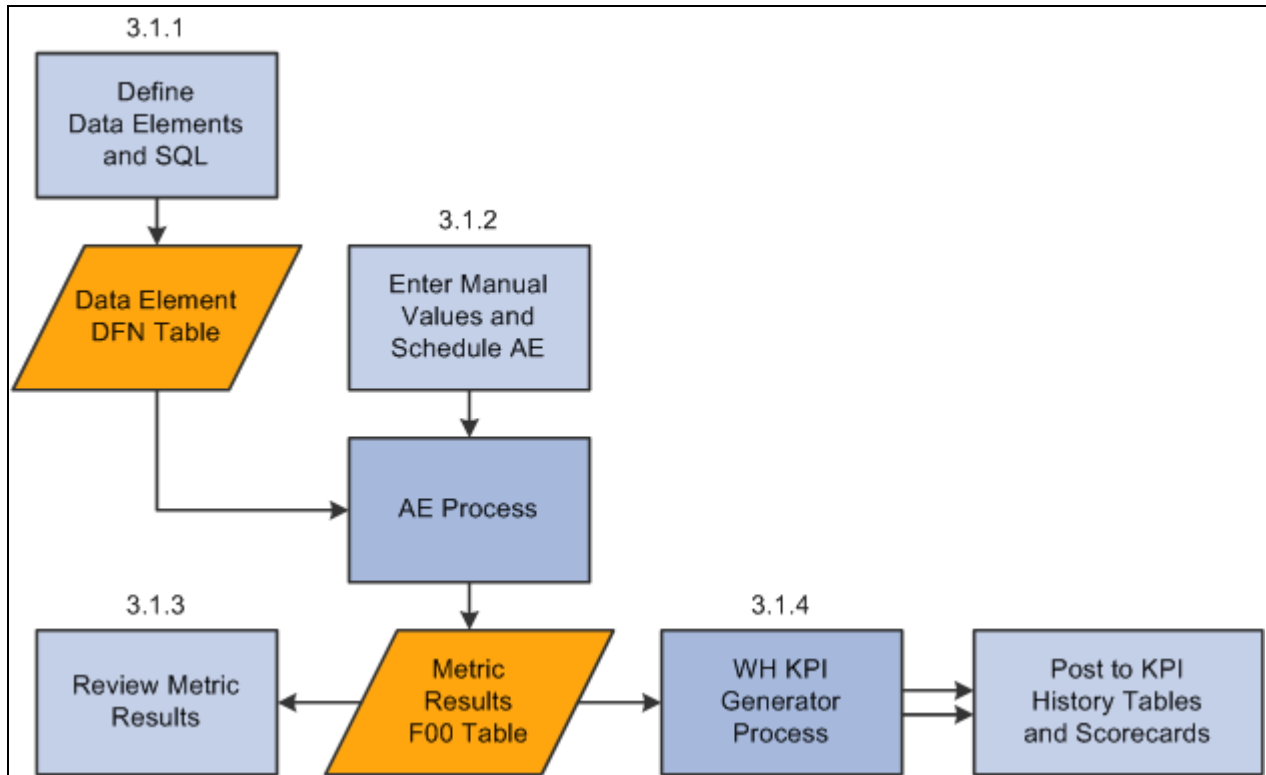 3.1.1
Define
Data Elements
and SQL
Data Element
DFN Table
3.1.2
Enter Manual
Values and
Schedule AE
AE Process
3.1.3
Review Metric
Results
Metric
Results
F00 Table
3.1.4
WH KPI
Generator
Process
Post to KPI
History Tables
and Scorecards